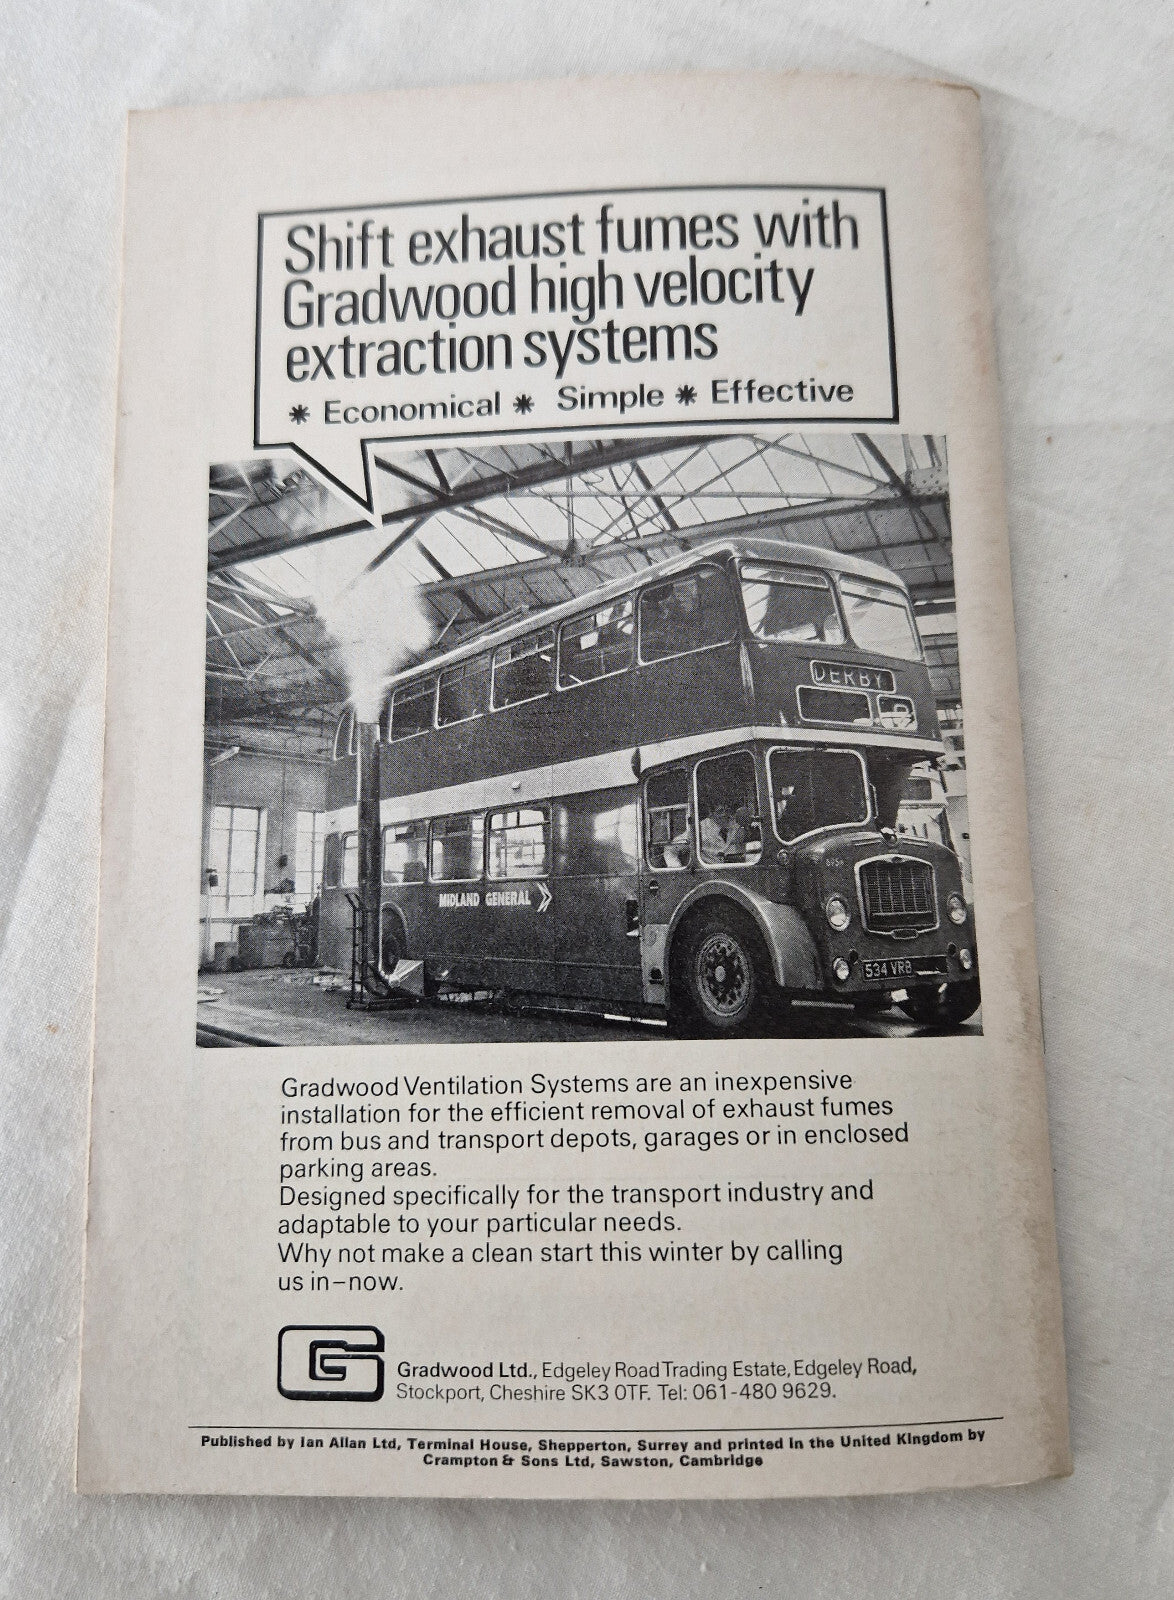 Shift exhaust fumes with
Gradwood high velocity
extraction systems
* Economical * Simple * Effective
DERBY
MIDLAND GENERAL
534 VRB
Gradwood Ventilation Systems are an inexpensive
installation for the efficient removal of exhaust fumes
from bus and transport depots, garages or in enclosed
parking areas.
Designed specifically for the transport industry and
adaptable to your particular needs.
Why not make a clean start this winter by calling
us in–now.
G
Gradwood Ltd., Edgeley Road Trading Estate, Edgeley Road,
Stockport, Cheshire SK3 0TF. Tel: 061-480 9629.
Published by Ian Allan Ltd, Terminal House, Shepperton, Surrey and printed in the United Kingdom by
Crampton & Sons Ltd, Sawston, Cambridge